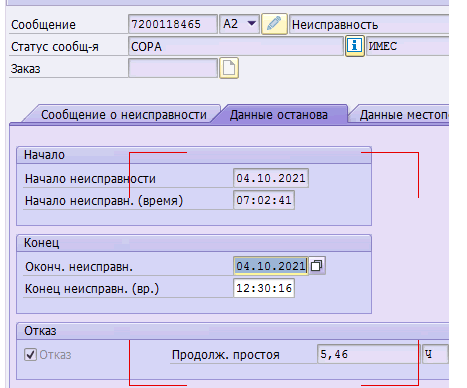 Сообщение 7200118465 A2 Неисправность
Статус сообщ-я СОРА ИМЕС
Заказ
Сообщение о неисправности Данные останова Данные местоп
Начало
Начало неисправности 04.10.2021
Начало неисправн. (время) 07:02:41
Конец
Оконч. неисправн. 04.10.2021
Конец неисправн. (вр.) 12:30:16
Отказ
Отказ Продолж. простоя 5,46 Ч